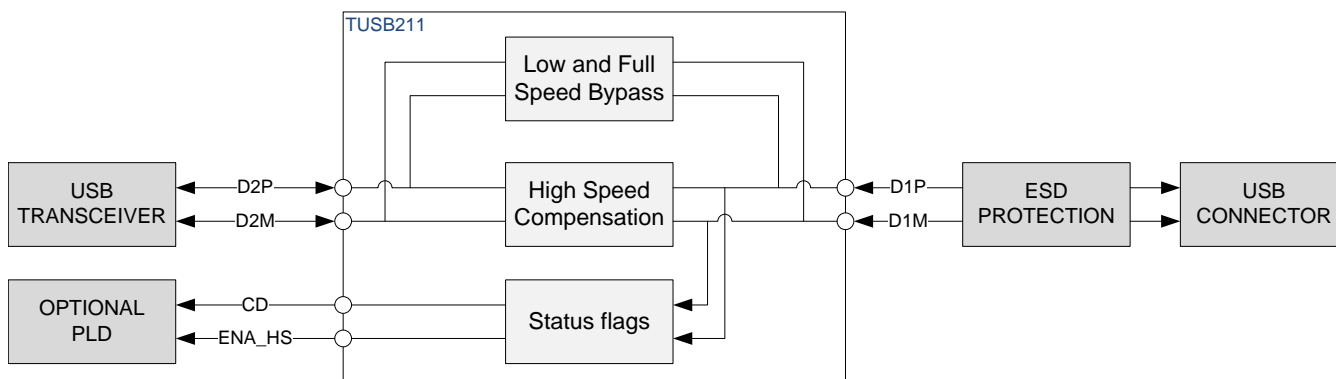 TUSB211
Low and Full
Speed Bypass
USB
TRANSCEIVER
D2P
D2M
High Speed
Compensation
D1P
D1M
ESD
PROTECTION
USB
CONNECTOR
OPTIONAL
PLD
CD
ENA_HS
Status flags